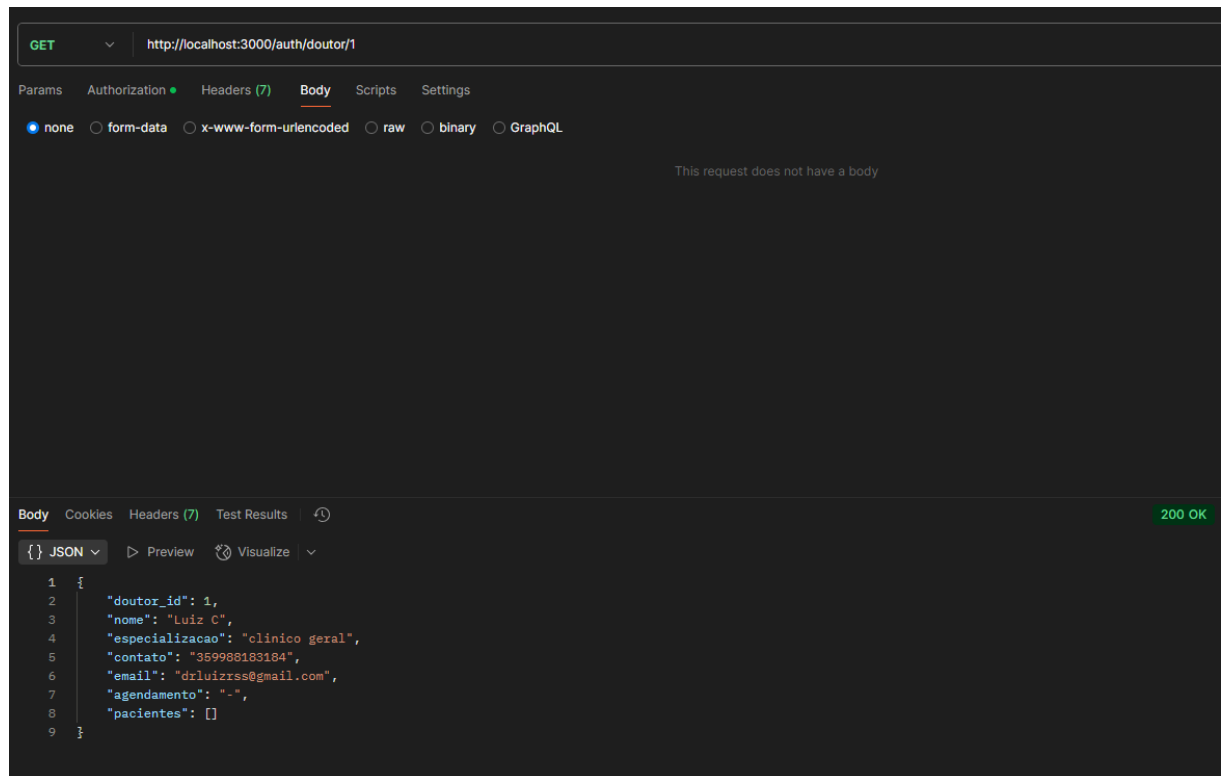 GET http://localhost:3000/auth/doutor/1
Params Authorization Headers (7) Body Scripts Settings
none form-data x-www-form-urlencoded raw binary GraphQL
This request does not have a body
Body Cookies Headers (7) Test Results 200 OK
{ } JSON Preview Visualize
1 {
2 "doutor_id": 1,
3 "nome": "Luiz C",
4 "especializacao": "clinico geral",
5 "contato": "359988183184",
6 "email": "drluizrss@gmail.com",
7 "agendamento": "-",
8 "pacientes": []
9 }